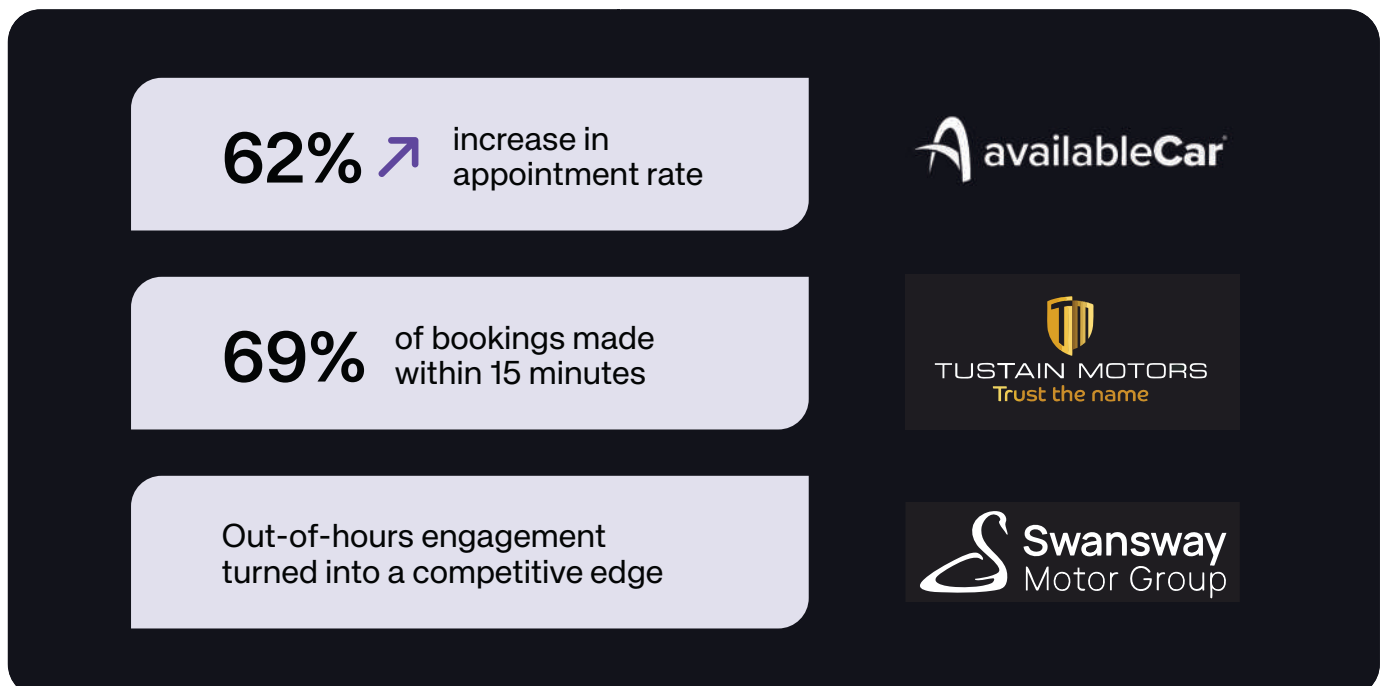 62%
increase in
appointment rate
availableCar
69%
of bookings made
within 15 minutes
TM
TUSTAIN MOTORS
Trust the name
Out-of-hours engagement
turned into a competitive edge
Swansway
Motor Group